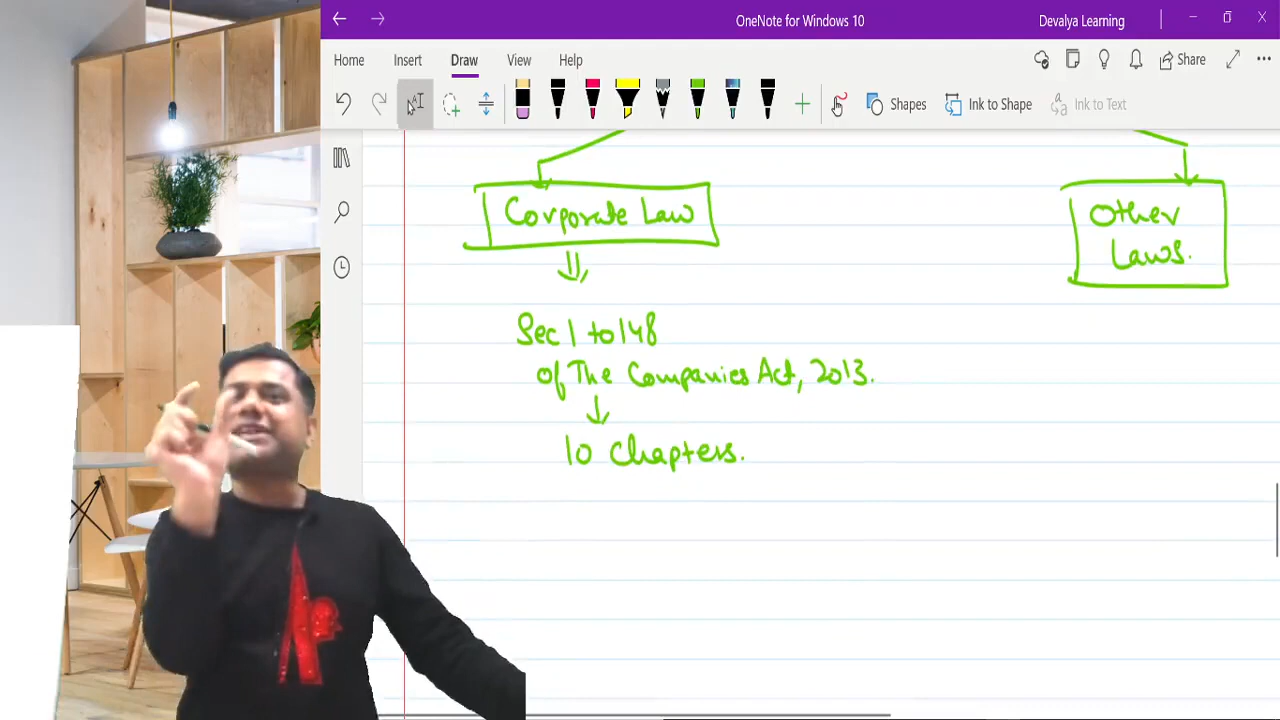 OneNote for Windows 10
Devalya Learning
Home Insert Draw View Help
Share
Shapes
Ink to Shape
Ink to Text
Corporate Law
Other
Laws.
Sec 1 to 148
of The Companies Act, 2013.
10 Chapters.